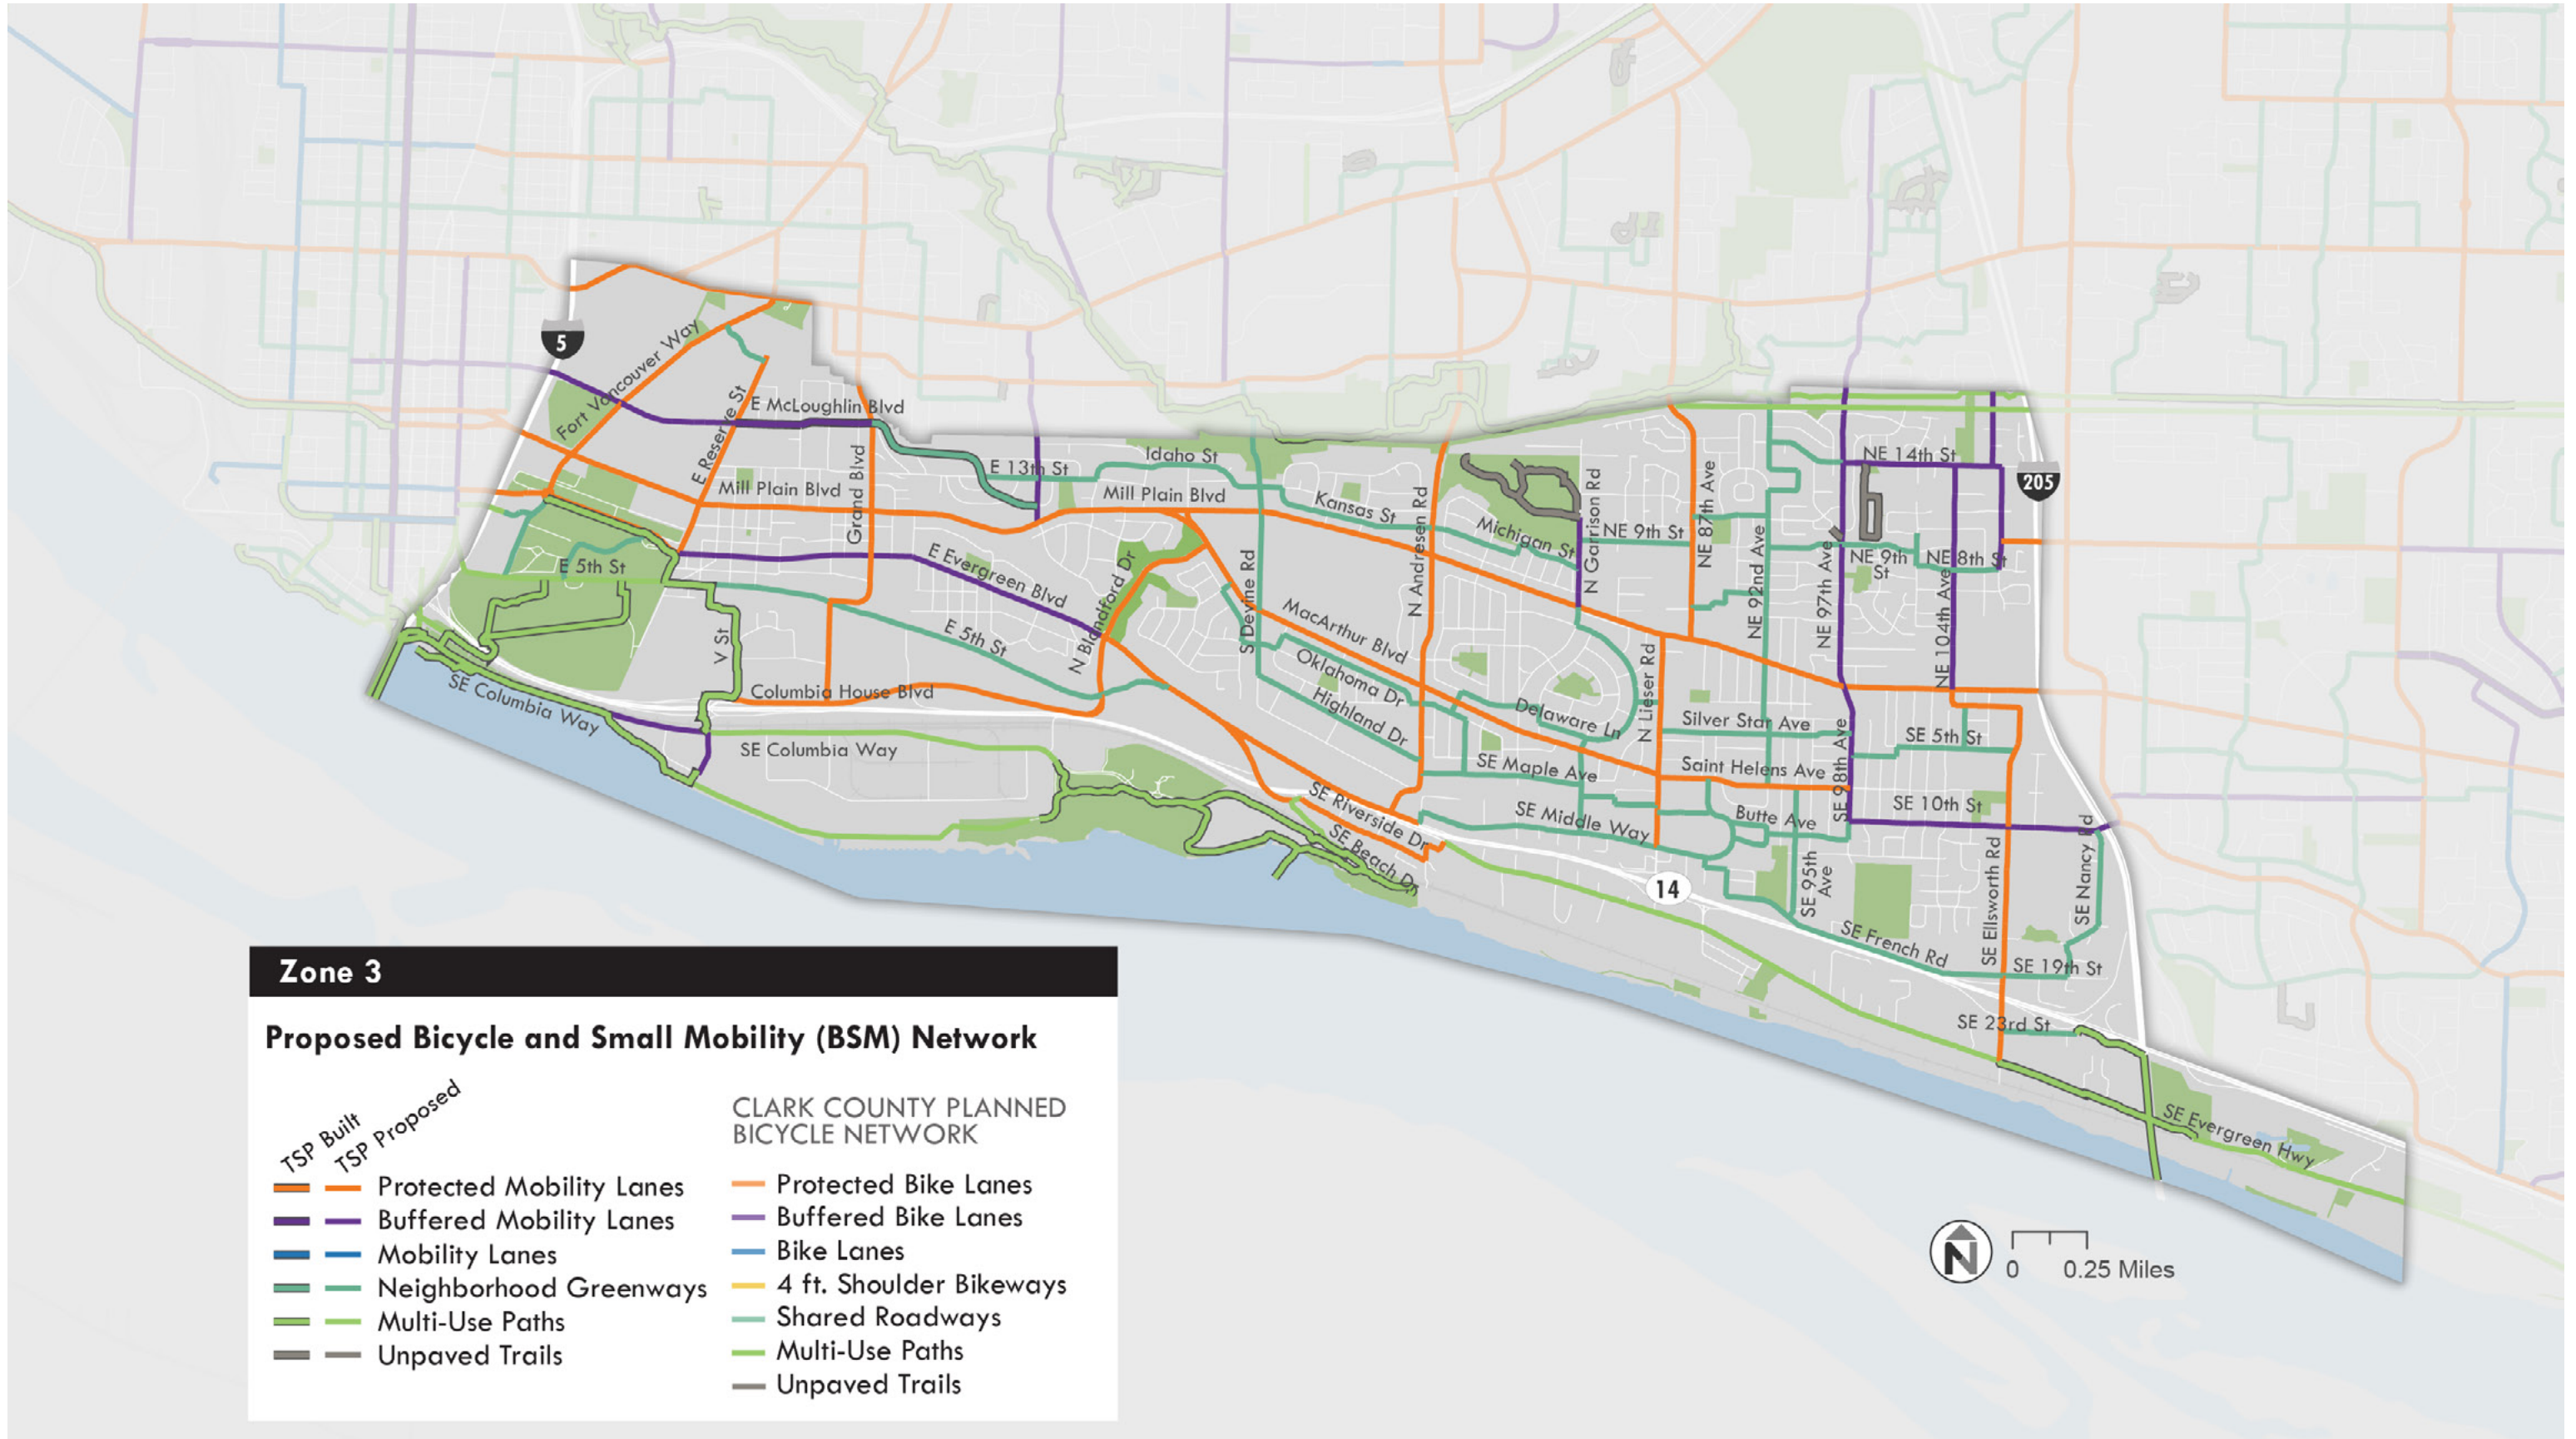 5
Fort Vancouver Way
E Reserve St
E McLoughlin Blvd
Grand Blvd
Mill Plain Blvd
E 13th St
Idaho St
Mill Plain Blvd
Kansas St
N Andresen Rd
Michigan St
N Garrison Rd
NE 9th St
NE 87th Ave
NE 92nd Ave
NE 14th St
205
NE 97th Ave
NE 9th
St
NE 8th St
NE 104th Ave
E 5th St
E Evergreen Blvd
N Blandford Dr
S Devine Rd
MacArthur Blvd
V St
E 5th St
Columbia House Blvd
SE Columbia Way
SE Columbia Way
Oklahoma Dr
Highland Dr
Delaware Ln
N Lieser Rd
Silver Star Ave
SE 5th St
SE Maple Ave
Saint Helens Ave
SE 98th Ave
SE 10th St
SE Riverside Dr
SE Beach Dr
SE Middle Way
Butte Ave
SE 95th
Ave
14
SE French Rd
SE Ellsworth Rd
SE Nancy Rd
SE 19th St
SE 23rd St
SE Evergreen Hwy
Zone 3
Proposed Bicycle and Small Mobility (BSM) Network
TSP Built
TSP Proposed
Protected Mobility Lanes
Buffered Mobility Lanes
Mobility Lanes
Neighborhood Greenways
Multi-Use Paths
Unpaved Trails
CLARK COUNTY PLANNED
BICYCLE NETWORK
Protected Bike Lanes
Buffered Bike Lanes
Bike Lanes
4 ft. Shoulder Bikeways
Shared Roadways
Multi-Use Paths
Unpaved Trails
N
0 0.25 Miles